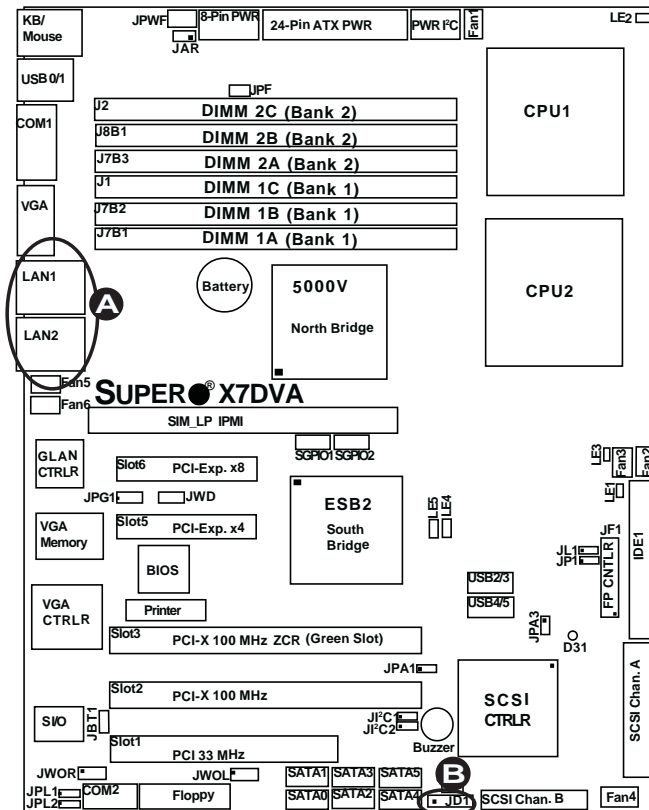 KB/
Mouse
JPWF
JAR
8-Pin PWR
24-Pin ATX PWR
PWR I²C
Fan1
LE2
USB0/1
JPF
COM1
J2 DIMM 2C (Bank 2)
J8B1 DIMM 2B (Bank 2)
J7B3 DIMM 2A (Bank 2)
J1 DIMM 1C (Bank 1)
J7B2 DIMM 1B (Bank 1)
J7B1 DIMM 1A (Bank 1)
CPU1
VGA
LAN1
A
LAN2
Battery
5000V
North Bridge
CPU2
Fan5
Fan6
SUPER® X7DVA
SIM_LP IPMI
SGPIO1 SGPIO2
GLAN
CTRLR
Slot6 PCI-Exp. x8
JPG1
JWD
Slot5 PCI-Exp. x4
VGA
Memory
BIOS
ESB2
South
Bridge
LE5
LE4
LE3
Fan3
Fan2
LE1
JF1
JL1
JP1
FP CNTLR
IDE1
VGA
CTRLR
Printer
USB2/3
USB4/5
JPA3
D31
Slot3 PCI-X 100 MHz ZCR (Green Slot)
JPA1
Slot2 PCI-X 100 MHz
SCSI
CTRLR
SCSI Chan. A
SI/O
JBT1
JI²C1
JI²C2
Buzzer
Slot1
PCI 33 MHz
B
JWOR
JWOL
JPL1
JPL2
COM2
Floppy
SATA1 SATA3 SATA5
SATA0 SATA2 SATA4
JD1
SCSI Chan. B
Fan4